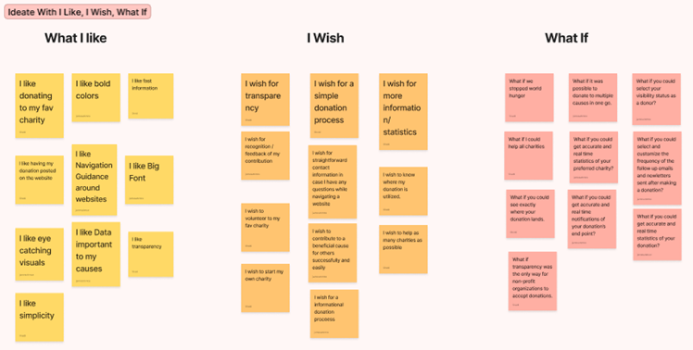 Ideate With I Like, I Wish, What If
What I like
I like
donating
to my fav
charity
I like bold
colors
I like fast
information
I like having my
donation posted
on the website
I like
Navigation
Guidance
around
websites
I like Big
Font
I like eye
catching
visuals
I like Data
important
to my
causes
I like
transparency
I like
simplicity
I Wish
I wish for
transpare
ncy
I wish for a
simple
donation
process
I wish for
more
informatio
n/
statistics
I wish for
recognition /
feedback of my
contribution
I wish for
straightforward
contact
information in
case I have any
questions while
navigating a
website
I wish to know
where my
donation is
utilized.
I wish to
volunteer to my
fav charity
I wish to
contribute to a
beneficial cause
for others
successfully and
easily
I wish to help as
many charities as
possible
I wish to start my
own charity
I wish for a
informational
donation
process
What If
What if we
stopped world
hunger
What if it was
possible to
donate to multiple
causes in one go.
What if you could
select your
visibility status as
a donor?
What if I could
help all charities
What if you could
get accurate and
real time
statistics of your
preferred charity?
What if you could
select and
customize the
frequency of the
follow up emails
and newsletters
sent after making
a donation?
What if you could
see exactly
where your
donation lands.
What if you could
get accurate and
real time
notifications of
your donation's
end point?
What if you could
get accurate and
real time
statistics of your
donation?
What if
transparency was
the only way for
non-profit
organizations to
accept donations.